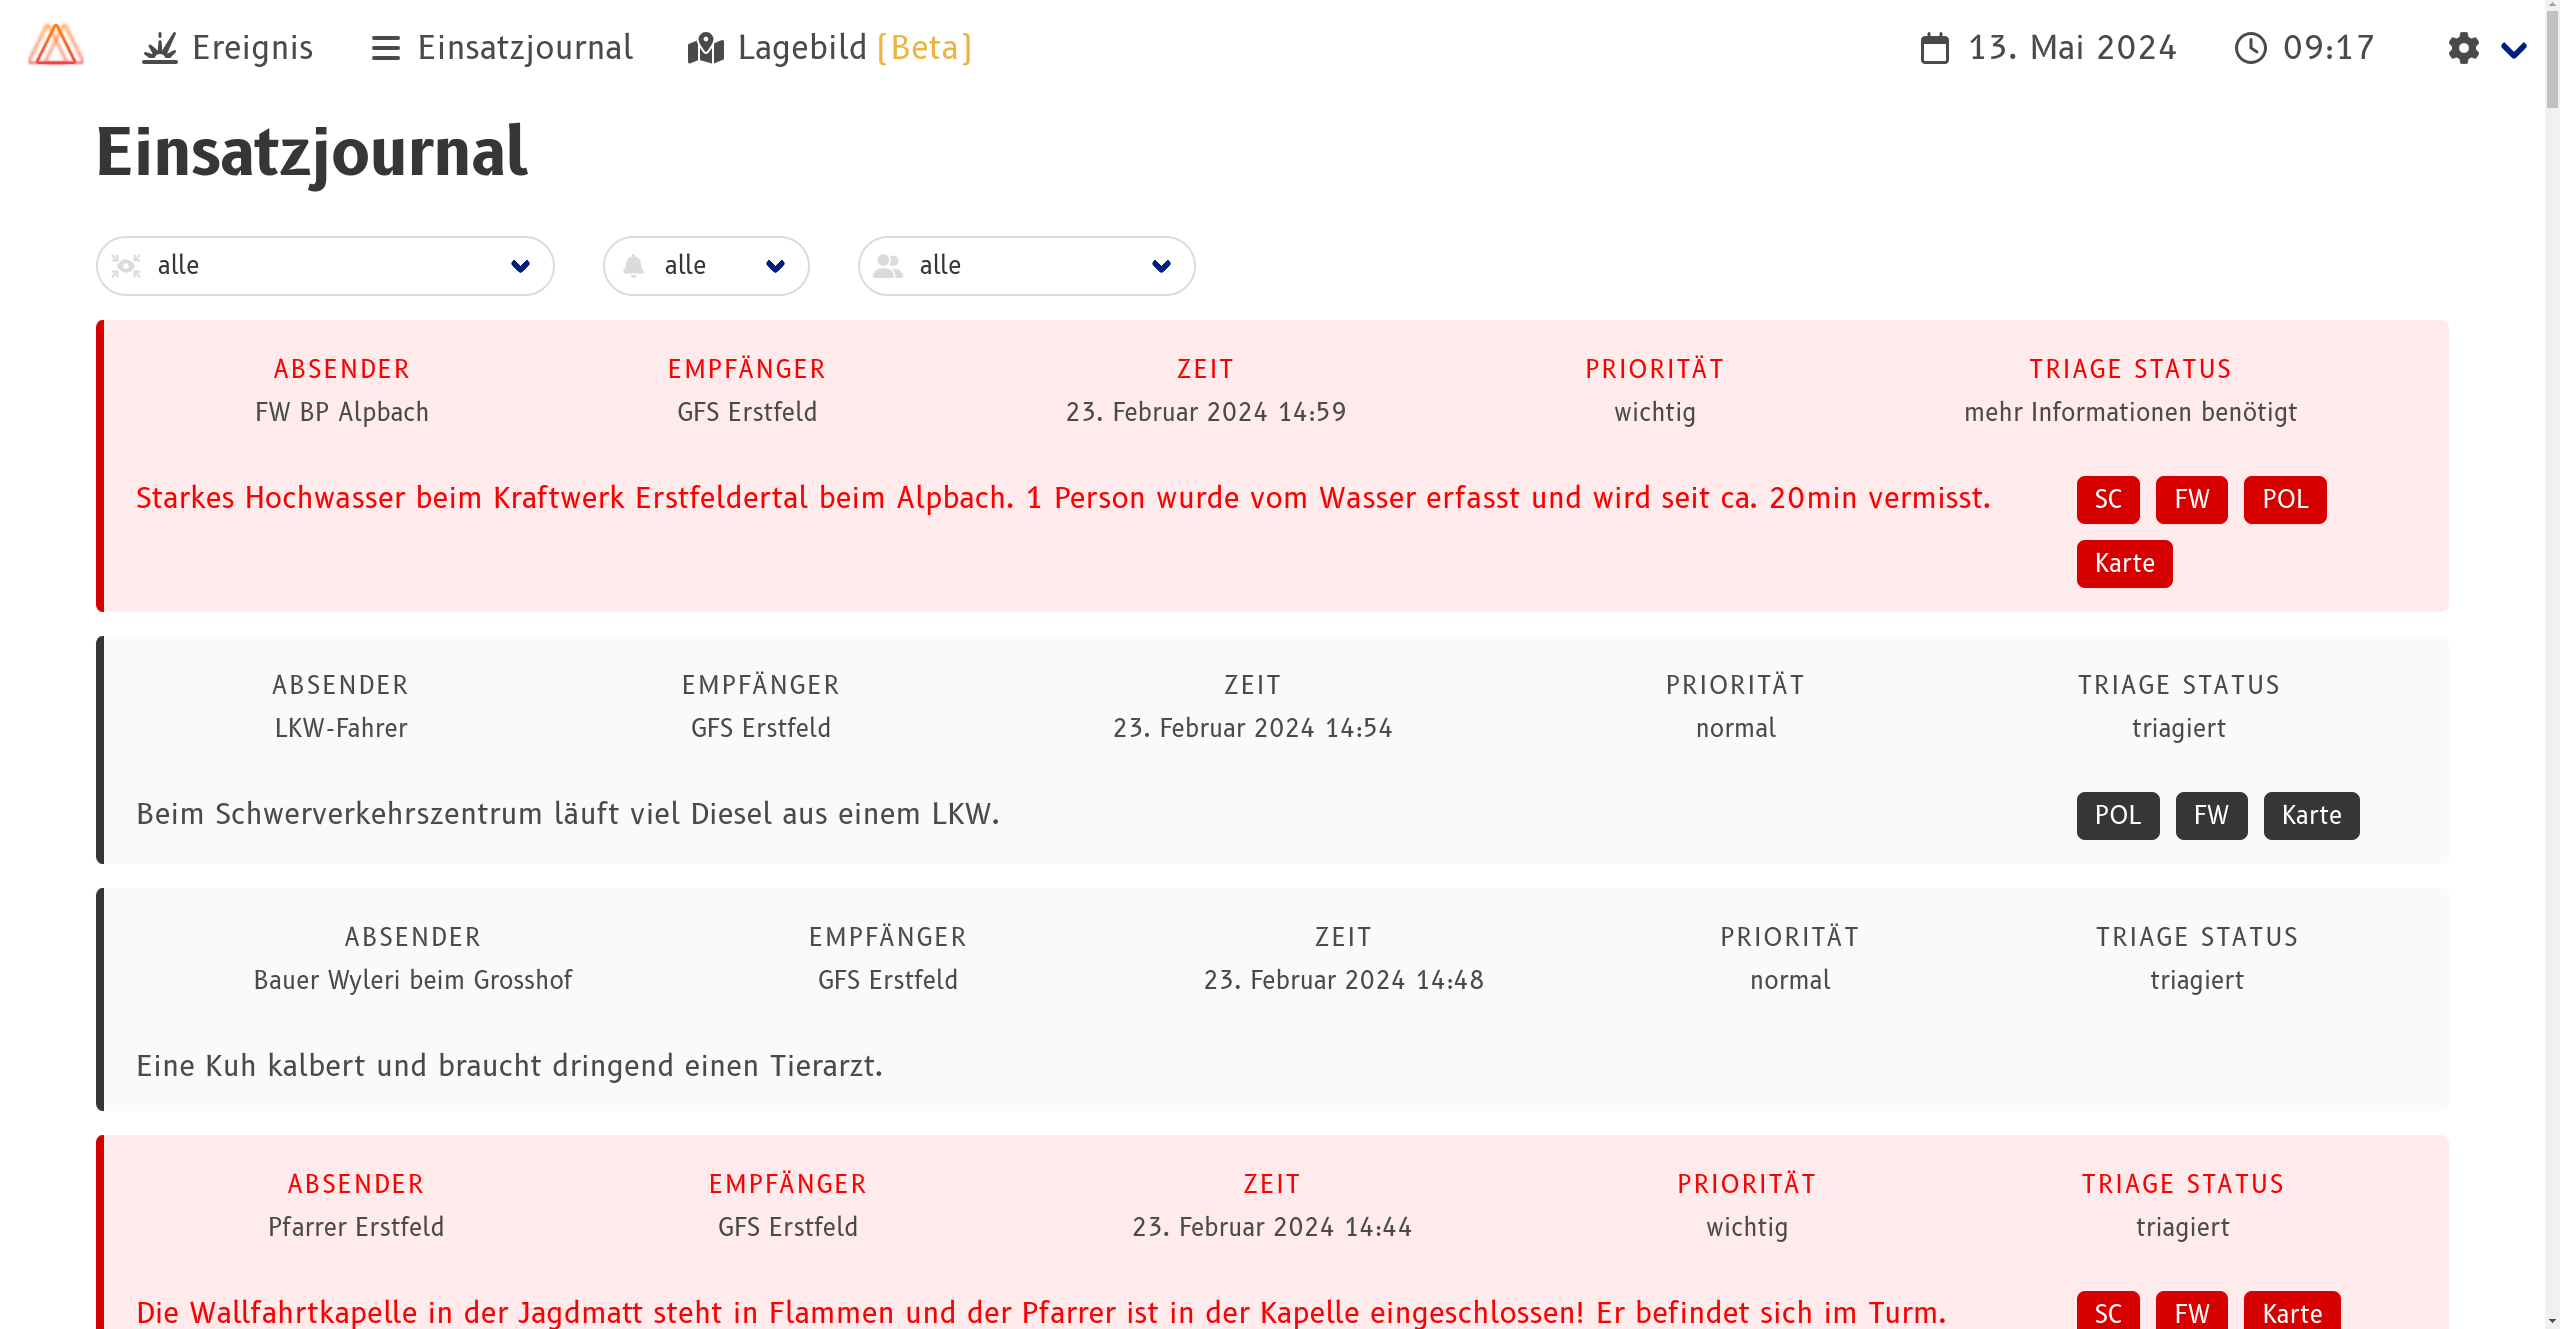 Ereignis Einsatzjournal Lagebild (Beta) 13. Mai 2024 09:17
Einsatzjournal
alle alle alle
ABSENDER EMPFÄNGER ZEIT PRIORITÄT TRIAGE STATUS
FW BP Alpbach GFS Erstfeld 23. Februar 2024 14:59 wichtig mehr Informationen benötigt
Starkes Hochwasser beim Kraftwerk Erstfeldertal beim Alpbach. 1 Person wurde vom Wasser erfasst und wird seit ca. 20min vermisst. SC FW POL
Karte
ABSENDER EMPFÄNGER ZEIT PRIORITÄT TRIAGE STATUS
LKW-Fahrer GFS Erstfeld 23. Februar 2024 14:54 normal triagiert
Beim Schwerverkehrszentrum läuft viel Diesel aus einem LKW. POL FW Karte
ABSENDER EMPFÄNGER ZEIT PRIORITÄT TRIAGE STATUS
Bauer Wyleri beim Grosshof GFS Erstfeld 23. Februar 2024 14:48 normal triagiert
Eine Kuh kalbert und braucht dringend einen Tierarzt.
ABSENDER EMPFÄNGER ZEIT PRIORITÄT TRIAGE STATUS
Pfarrer Erstfeld GFS Erstfeld 23. Februar 2024 14:44 wichtig triagiert
Die Wallfahrtkapelle in der Jagdmatt steht in Flammen und der Pfarrer ist in der Kapelle eingeschlossen! Er befindet sich im Turm. SC FW Karte